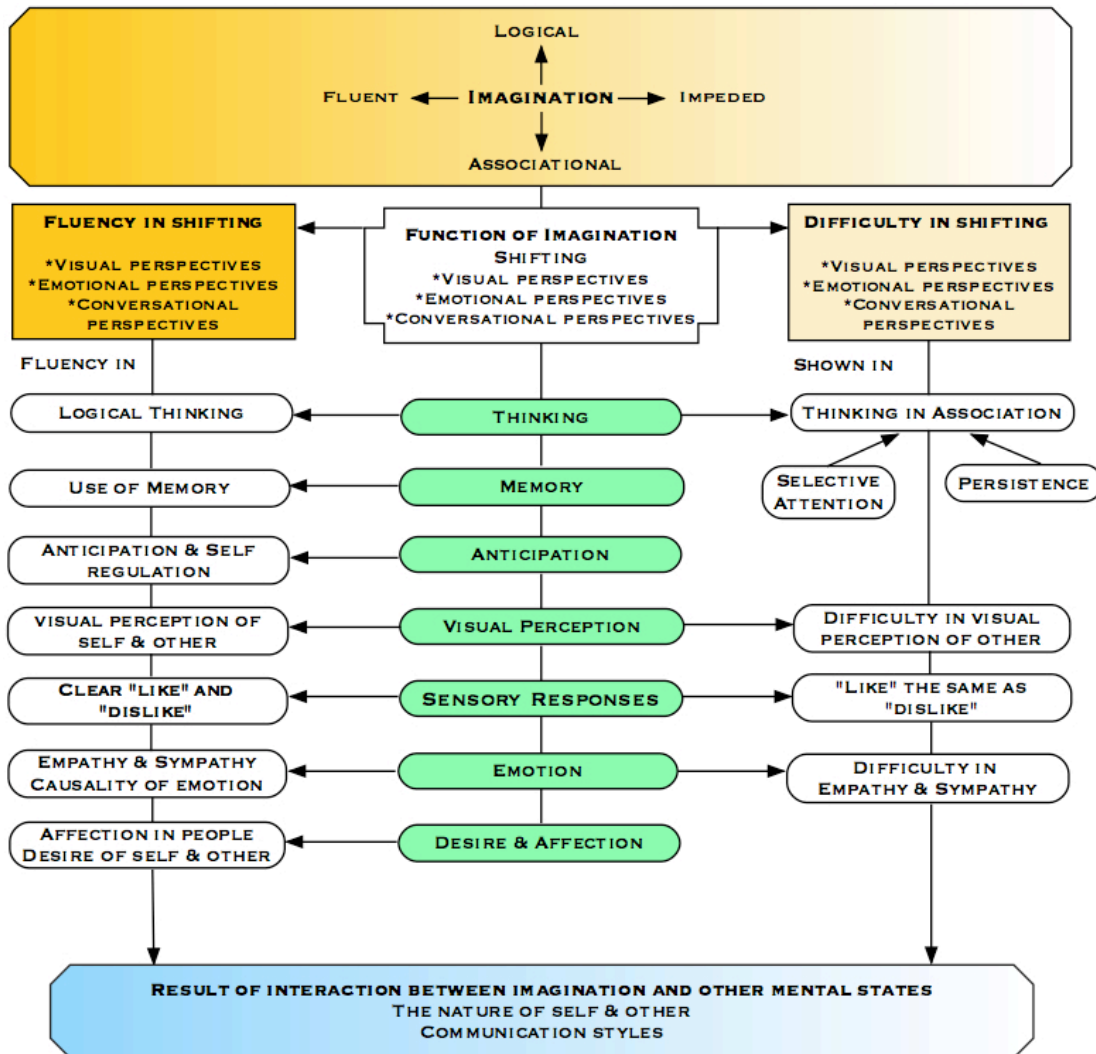 LOGICAL
FLUENT IMAGINATION IMPEDED
ASSOCIATIONAL
FLUENCY IN SHIFTING
*VISUAL PERSPECTIVES
*EMOTIONAL PERSPECTIVES
*CONVERSATIONAL
PERSPECTIVES
FUNCTION OF IMAGINATION
SHIFTING
*VISUAL PERSPECTIVES
*EMOTIONAL PERSPECTIVES
*CONVERSATIONAL PERSPECTIVES
DIFFICULTY IN SHIFTING
*VISUAL PERSPECTIVES
*EMOTIONAL PERSPECTIVES
*CONVERSATIONAL
PERSPECTIVES
FLUENCY IN
SHOWN IN
LOGICAL THINKING
THINKING
THINKING IN ASSOCIATION
SELECTIVE
ATTENTION
PERSISTENCE
USE OF MEMORY
MEMORY
ANTICIPATION & SELF
REGULATION
ANTICIPATION
VISUAL PERCEPTION OF
SELF & OTHER
VISUAL PERCEPTION
DIFFICULTY IN VISUAL
PERCEPTION OF OTHER
CLEAR "LIKE" AND
"DISLIKE"
SENSORY RESPONSES
"LIKE" THE SAME AS
"DISLIKE"
EMPATHY & SYMPATHY
CAUSALITY OF EMOTION
EMOTION
DIFFICULTY IN
EMPATHY & SYMPATHY
AFFECTION IN PEOPLE
DESIRE OF SELF & OTHER
DESIRE & AFFECTION
RESULT OF INTERACTION BETWEEN IMAGINATION AND OTHER MENTAL STATES
THE NATURE OF SELF & OTHER
COMMUNICATION STYLES